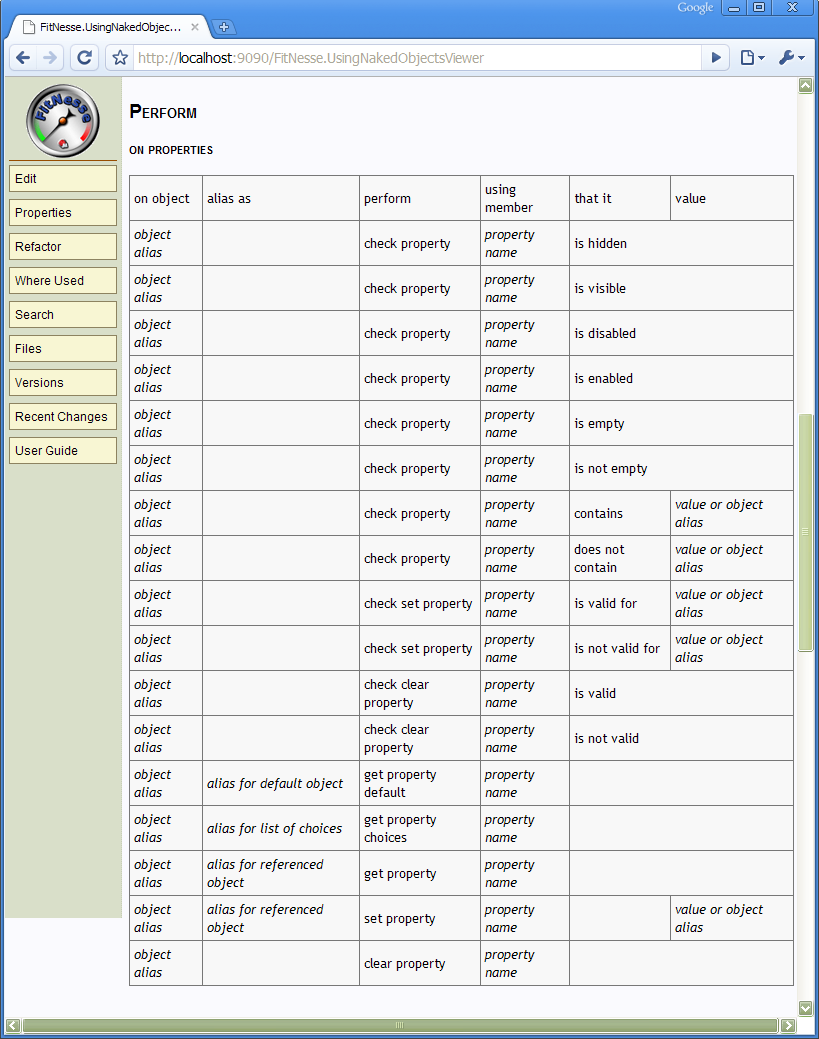 Google
FitNesse.UsingNakedObjec...
http://localhost:9090/FitNesse.UsingNakedObjectsViewer
FitNesse
Edit
Properties
Refactor
Where Used
Search
Files
Versions
Recent Changes
User Guide
Perform
on properties
on object alias as perform using member that it value
object alias check property property name is hidden
object alias check property property name is visible
object alias check property property name is disabled
object alias check property property name is enabled
object alias check property property name is empty
object alias check property property name is not empty
object alias check property property name contains value or object alias
object alias check property property name does not contain value or object alias
object alias check set property property name is valid for value or object alias
object alias check set property property name is not valid for value or object alias
object alias check clear property property name is valid
object alias check clear property property name is not valid
object alias alias for default object get property default property name
object alias alias for list of choices get property choices property name
object alias alias for referenced object get property property name
object alias alias for referenced object set property property name value or object alias
object alias clear property property name